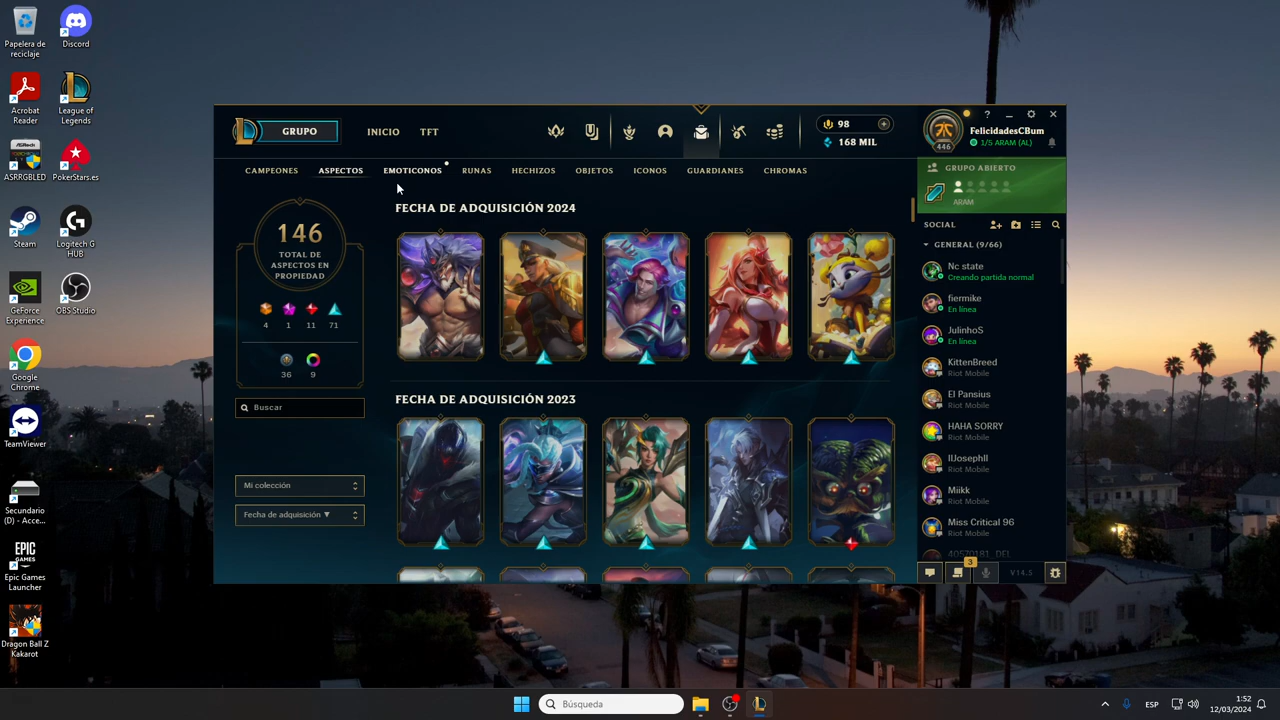 Papelera de
reciclaje
Discord
Acrobat
Reader
League of
Legends
ASRRGBLED
PokerStars.es
Steam
Logitech G
HUB
GeForce
Experience
OBS Studio
Google
Chrome
TeamViewer
Secundario
(D) - Acce...
EPIC
GAMES
Epic Games
Launcher
Dragon Ball Z
Kakarot
GRUPO
INICIO
TFT
98
168 MIL
446
FelicidadesCBum
1/5 ARAM (AL)
CAMPEONES
ASPECTOS
EMOTICONOS
RUNAS
HECHIZOS
OBJETOS
ICONOS
GUARDIANES
CHROMAS
146
TOTAL DE
ASPECTOS EN
PROPIEDAD
4
1
11
71
36
9
Buscar
Mi colección
Fecha de adquisición ▼
FECHA DE ADQUISICIÓN 2024
FECHA DE ADQUISICIÓN 2023
GRUPO ABIERTO
ARAM
SOCIAL
GENERAL (9/66)
Nc state
Creando partida normal
fiermike
En línea
JulinhoS
En línea
KittenBreed
Riot Mobile
El Pansius
Riot Mobile
HAHA SORRY
Riot Mobile
Riot Mobile
Miikk
Riot Mobile
Miss Critical 96
Riot Mobile
40570181_DEL
3
V14.5
Búsqueda
ESP
1:52
12/03/2024